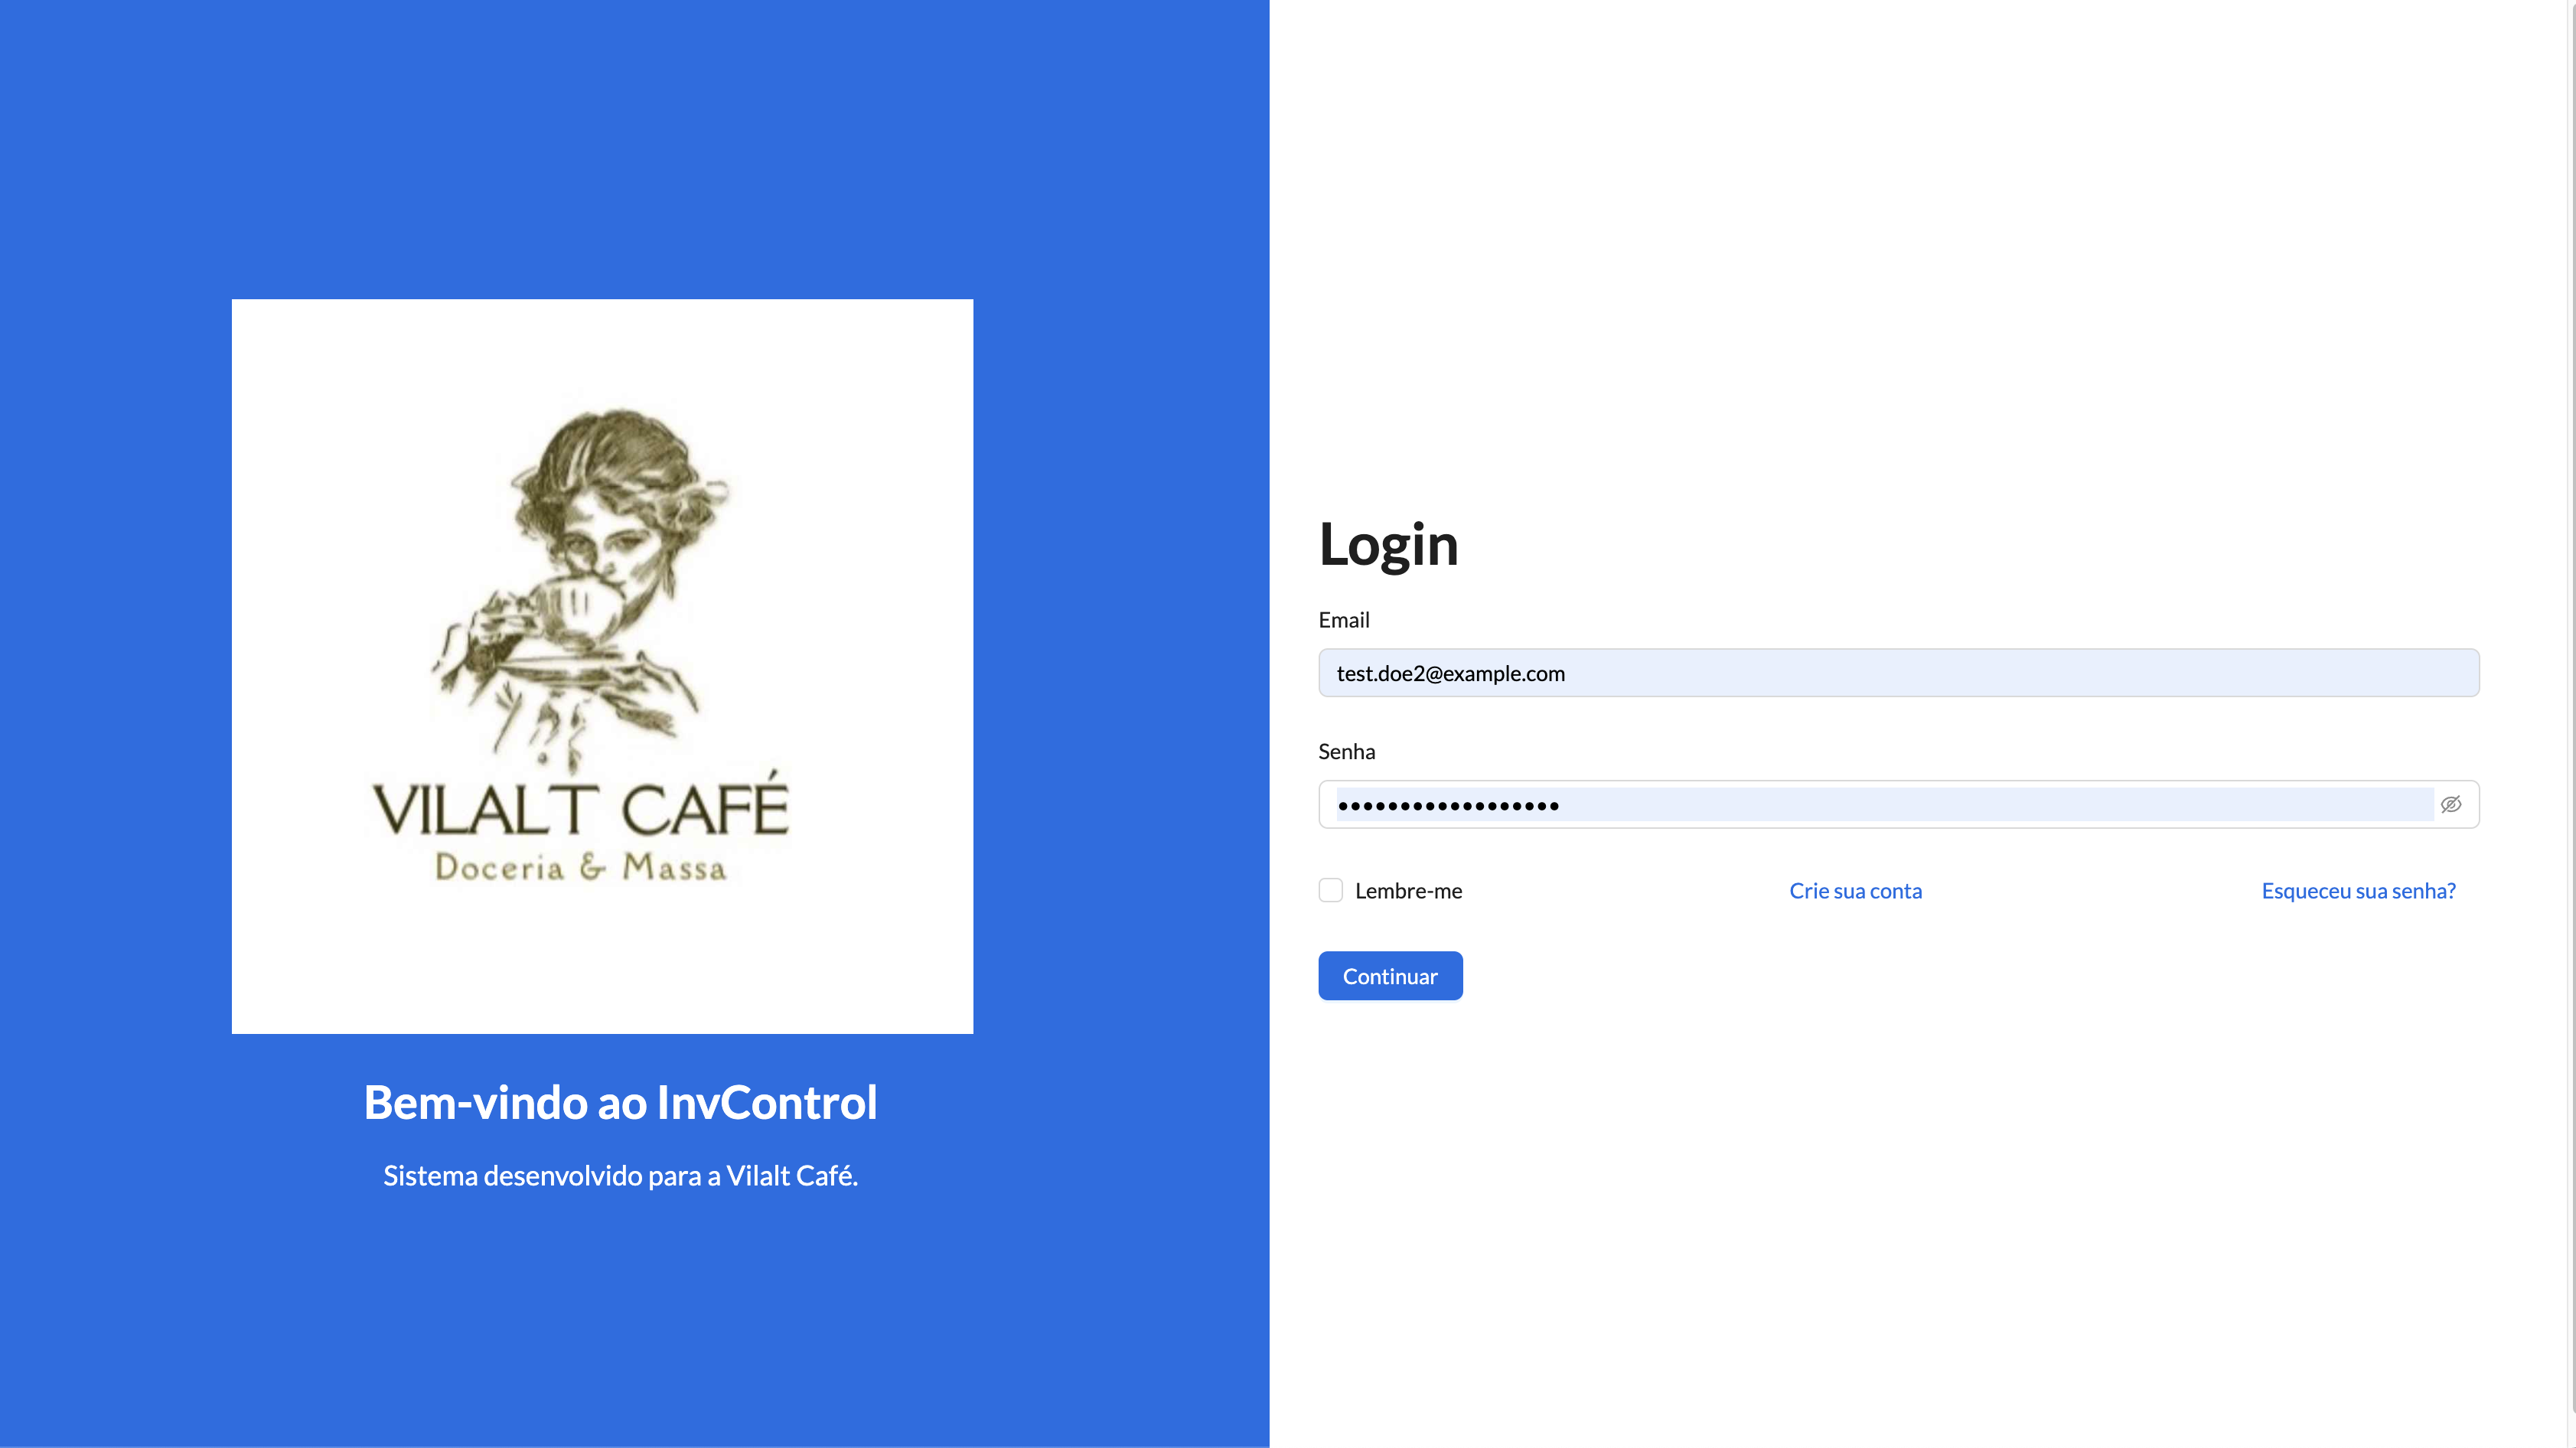 VILALT CAFÉ
Doceria & Massa
Bem-vindo ao InvControl
Sistema desenvolvido para a Vilalt Café.
Login
Email
test.doe2@example.com
Senha
••••••••••••••••••
Lembre-me
Crie sua conta
Esqueceu sua senha?
Continuar